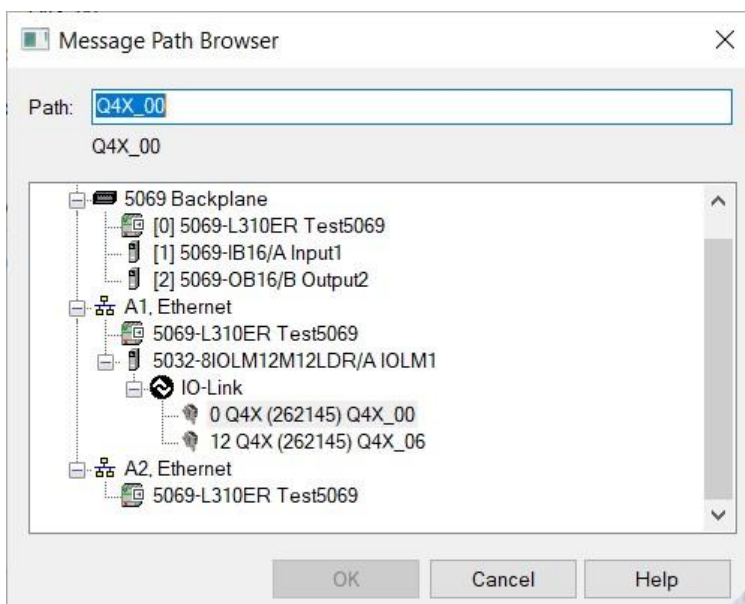 Message Path Browser
Path: Q4X_00
Q4X_00
5069 Backplane
[0] 5069-L310ER Test5069
[1] 5069-IB16/A Input1
[2] 5069-OB16/B Output2
A1, Ethernet
5069-L310ER Test5069
5032-8IOLM12M12LDR/A IOLM1
IO-Link
0 Q4X (262145) Q4X_00
12 Q4X (262145) Q4X_06
A2, Ethernet
5069-L310ER Test5069
OK Cancel Help